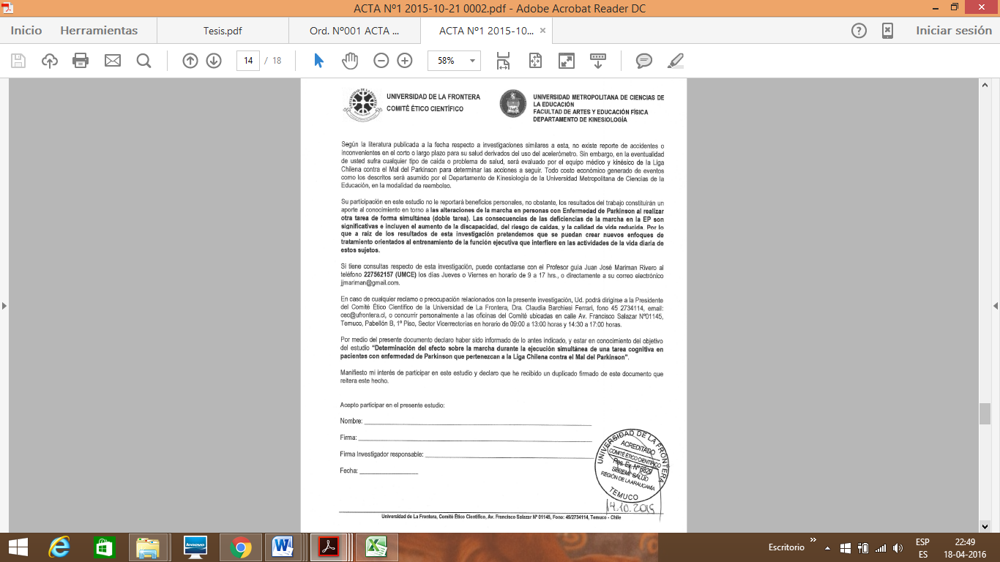 ACTA Nº1 2015-10-21 0002.pdf - Adobe Acrobat Reader DC
Inicio Herramientas Tesis.pdf Ord. Nº001 ACTA ... ACTA Nº1 2015-10... × Iniciar sesión
14 / 18 58%
UNIVERSIDAD DE LA FRONTERA
COMITÉ ÉTICO CIENTÍFICO
UNIVERSIDAD METROPOLITANA DE CIENCIAS DE
LA EDUCACIÓN
FACULTAD DE ARTES Y EDUCACIÓN FÍSICA
DEPARTAMENTO DE KINESIOLOGÍA
Según la literatura publicada a la fecha respecto a investigaciones similares a esta, no existe reporte de accidentes o
inconvenientes en el corto o largo plazo para su salud derivados del uso del acelerómetro. Sin embargo, en la eventualidad
de usted sufra cualquier tipo de caída o problema de salud, será evaluado por el equipo médico y kinésico de la Liga
Chilena contra el Mal del Parkinson para determinar las acciones a seguir. Todo costo económico generado de eventos
como los descritos será asumido por el Departamento de Kinesiología de la Universidad Metropolitana de Ciencias de la
Educación, en la modalidad de reembolso.
Su participación en este estudio no le reportará beneficios personales, no obstante, los resultados del trabajo constituirán un
aporte al conocimiento en torno a las alteraciones de la marcha en personas con Enfermedad de Parkinson al realizar
otra tarea de forma simultánea (doble tarea). Las consecuencias de las deficiencias de la marcha en la EP son
significativas e incluyen el aumento de la discapacidad, del riesgo de caídas, y la calidad de vida reducida. Por lo
que a raíz de los resultados de esta investigación pretendemos que se puedan crear nuevos enfoques de
tratamiento orientados al entrenamiento de la función ejecutiva que interfiere en las actividades de la vida diaria de
estos sujetos.
Si tiene consultas respecto de esta investigación, puede contactarse con el Profesor guía Juan José Mariman Rivero al
teléfono 227562157 (UMCE) los días Jueves o Viernes en horario de 9 a 17 hrs., o directamente a su correo electrónico
jjmariman@gmail.com.
En caso de cualquier reclamo o preocupación relacionados con la presente investigación, Ud. podrá dirigirse a la Presidente
del Comité Ético Científico de la Universidad de La Frontera, Dra. Claudia Barchiesi Ferrari, fono 45 2734114, email:
cec@ufrontera.cl, o concurrir personalmente a las oficinas del Comité ubicadas en calle Av. Francisco Salazar Nº01145,
Temuco, Pabellón B, 1º Piso, Sector Vicerrectorías en horario de 09:00 a 13:00 horas y 14:30 a 17:00 horas.
Por medio del presente documento declaro haber sido informado de lo antes indicado, y estar en conocimiento del objetivo
del estudio "Determinación del efecto sobre la marcha durante la ejecución simultánea de una tarea cognitiva en
pacientes con enfermedad de Parkinson que pertenezcan a la Liga Chilena contra el Mal del Parkinson".
Manifiesto mi interés de participar en este estudio y declaro que he recibido un duplicado firmado de este documento que
reitera este hecho.
Acepto participar en el presente estudio:
Nombre:
Firma:
Firma Investigador responsable:
Fecha:
UNIVERSIDAD DE LA FRONTERA
ACREDITADO
COMITÉ ÉTICO CIENTÍFICO
Res. Ex. Nº
SEREMI SALUD
REGIÓN DE LA ARAUCANÍA
TEMUCO
14.10.2015
Universidad de La Frontera, Comité Ético Científico, Av. Francisco Salazar Nº 01145, Fono: 45/2734114, Temuco - Chile
Escritorio ESP 22:49
ES 18-04-2016